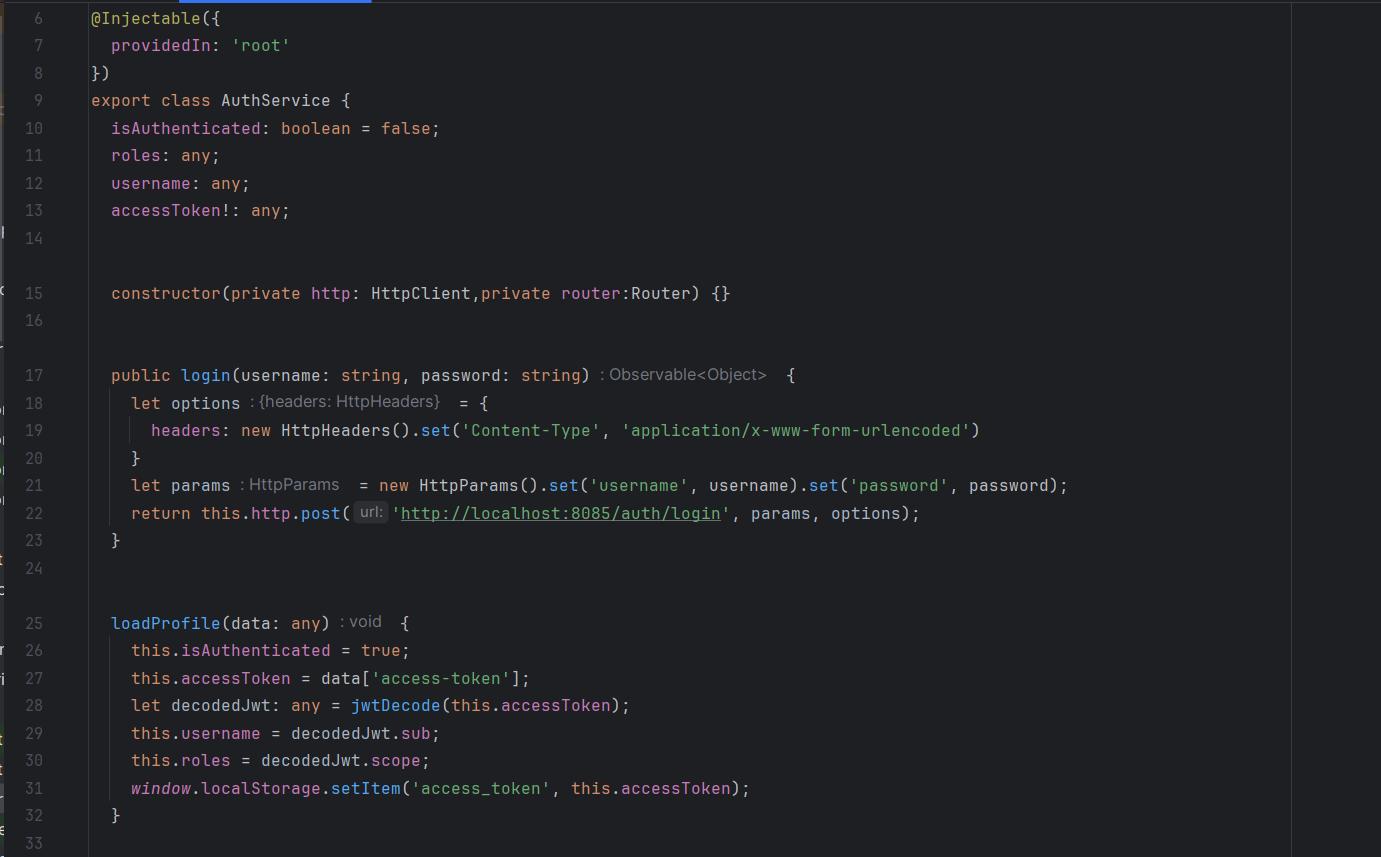 6 @Injectable({
7 providedIn: 'root'
8 })
9 export class AuthService {
10 isAuthenticated: boolean = false;
11 roles: any;
12 username: any;
13 accessToken!: any;
14
15 constructor(private http: HttpClient,private router:Router) {}
16
17 public login(username: string, password: string) : Observable<Object> {
18 let options : {headers: HttpHeaders} = {
19 headers: new HttpHeaders().set('Content-Type', 'application/x-www-form-urlencoded')
20 }
21 let params : HttpParams = new HttpParams().set('username', username).set('password', password);
22 return this.http.post( url: 'http://localhost:8085/auth/login', params, options);
23 }
24
25 loadProfile(data: any) : void {
26 this.isAuthenticated = true;
27 this.accessToken = data['access-token'];
28 let decodedJwt: any = jwtDecode(this.accessToken);
29 this.username = decodedJwt.sub;
30 this.roles = decodedJwt.scope;
31 window.localStorage.setItem('access_token', this.accessToken);
32 }
33